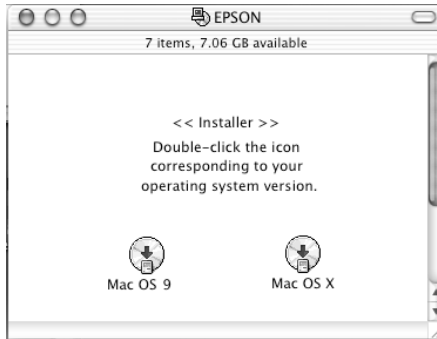 EPSON
7 items, 7.06 GB available
<< Installer >>
Double-click the icon
corresponding to your
operating system version.
Mac OS 9
Mac OS X